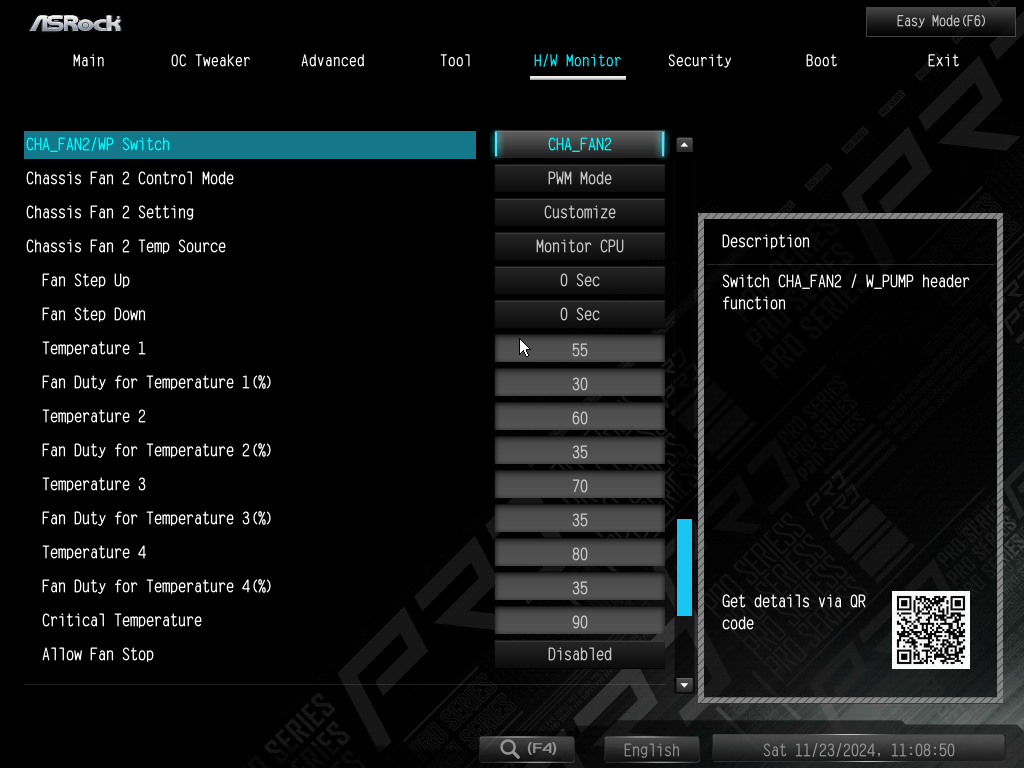 ASRock
Easy Mode(F6)
Main OC Tweaker Advanced Tool H/W Monitor Security Boot Exit
CHA_FAN2/WP Switch CHA_FAN2
Chassis Fan 2 Control Mode PWM Mode
Chassis Fan 2 Setting Customize
Chassis Fan 2 Temp Source Monitor CPU
Fan Step Up 0 Sec
Fan Step Down 0 Sec
Temperature 1 55
Fan Duty for Temperature 1(%) 30
Temperature 2 60
Fan Duty for Temperature 2(%) 35
Temperature 3 70
Fan Duty for Temperature 3(%) 35
Temperature 4 80
Fan Duty for Temperature 4(%) 35
Critical Temperature 90
Allow Fan Stop Disabled
Description
Switch CHA_FAN2 / W_PUMP header
function
Get details via QR
code
(F4) English Sat 11/23/2024, 11:08:50
PRO SERIES